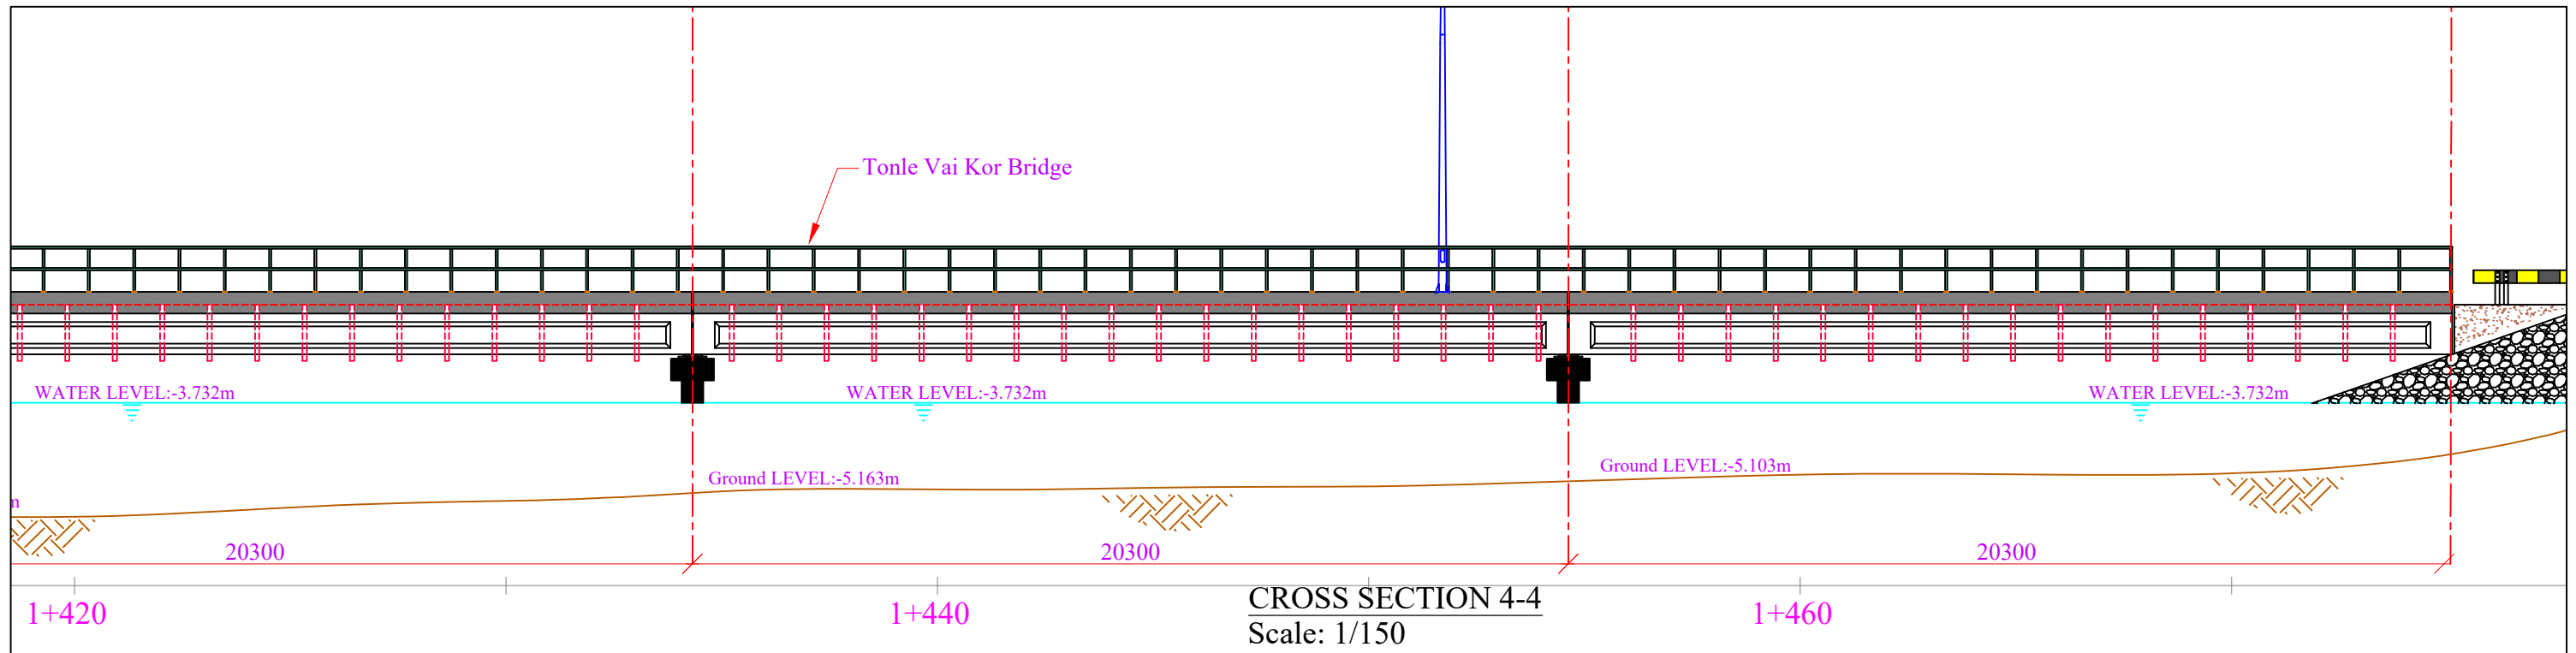 Tonle Vai Kor Bridge
WATER LEVEL:-3.732m
WATER LEVEL:-3.732m
WATER LEVEL:-3.732m
Ground LEVEL:-5.163m
Ground LEVEL:-5.103m
m
20300
20300
20300
1+420
1+440
1+460
CROSS SECTION 4-4
Scale: 1/150